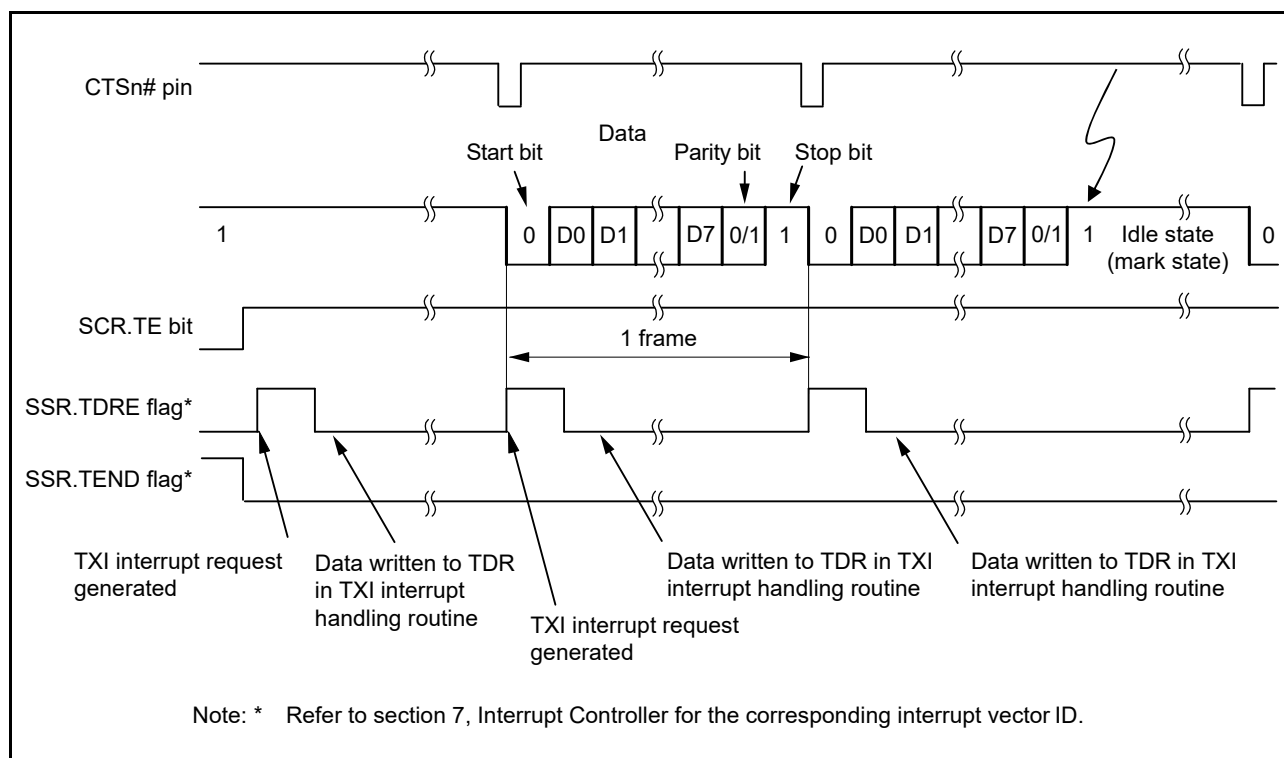 CTSn# pin
Data
Start bit
Parity bit
Stop bit
1
0
D0
D1
D7
0/1
1
0
D0
D1
D7
0/1
1
Idle state
(mark state)
0
SCR.TE bit
1 frame
SSR.TDRE flag*
SSR.TEND flag*
TXI interrupt request
generated
Data written to TDR
in TXI interrupt
handling routine
TXI interrupt request
generated
Data written to TDR in TXI
interrupt handling routine
Data written to TDR in TXI
interrupt handling routine
Note: * Refer to section 7, Interrupt Controller for the corresponding interrupt vector ID.